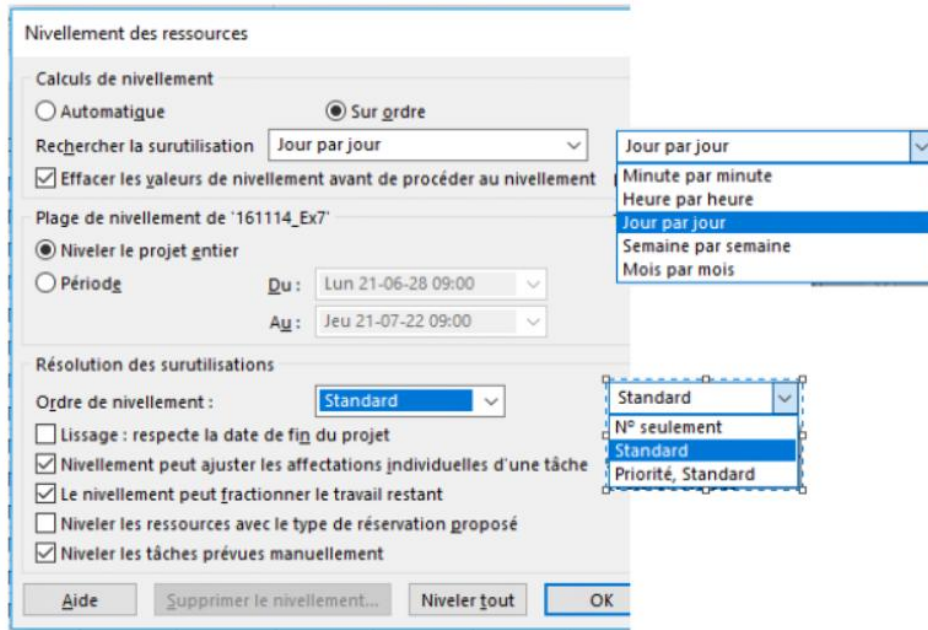 Nivellement des ressources
Calculs de nivellement
Automatique Sur ordre
Rechercher la surutilisation Jour par jour
Effacer les valeurs de nivellement avant de procéder au nivellement
Plage de nivellement de '161114_Ex7'
Niveler le projet entier
Période Du : Lun 21-06-28 09:00
Au : Jeu 21-07-22 09:00
Résolution des surutilisations
Ordre de nivellement : Standard
Lissage : respecte la date de fin du projet
Nivellement peut ajuster les affectations individuelles d'une tâche
Le nivellement peut fractionner le travail restant
Niveler les ressources avec le type de réservation proposé
Niveler les tâches prévues manuellement
Aide Supprimer le nivellement... Niveler tout OK
Jour par jour
Minute par minute
Heure par heure
Jour par jour
Semaine par semaine
Mois par mois
Standard
N° seulement
Standard
Priorité, Standard